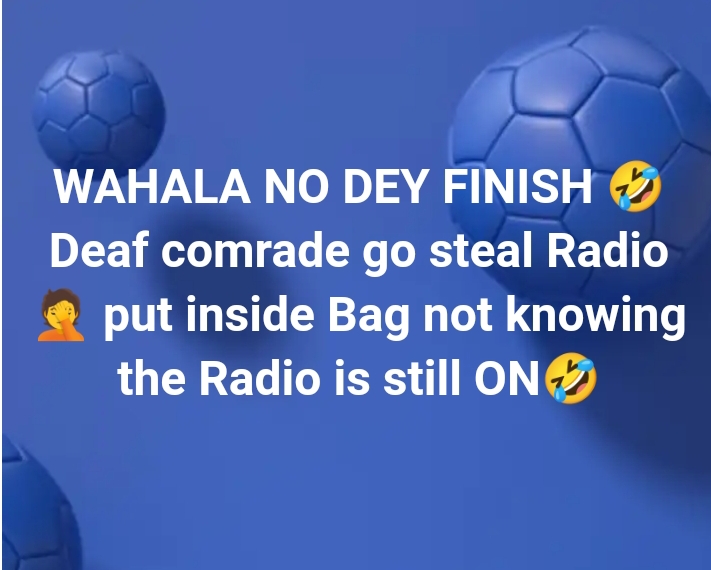 WAHALA NO DEY FINISH 🤣
Deaf comrade go steal Radio
🤦 put inside Bag not knowing
the Radio is still ON🤣